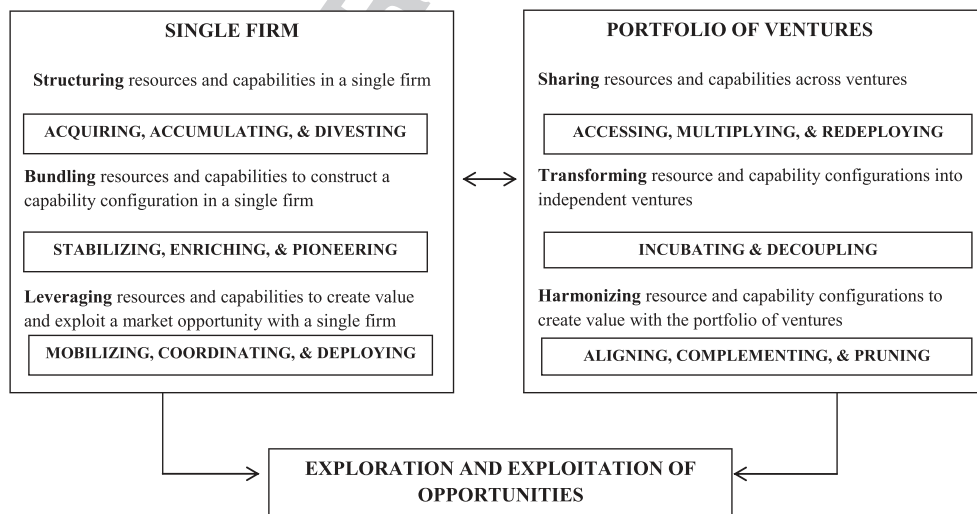 SINGLE FIRM
Structuring resources and capabilities in a single firm
ACQUIRING, ACCUMULATING, & DIVESTING
Bundling resources and capabilities to construct a
capability configuration in a single firm
STABILIZING, ENRICHING, & PIONEERING
Leveraging resources and capabilities to create value
and exploit a market opportunity with a single firm
MOBILIZING, COORDINATING, & DEPLOYING
PORTFOLIO OF VENTURES
Sharing resources and capabilities across ventures
ACCESSING, MULTIPLYING, & REDEPLOYING
Transforming resource and capability configurations into
independent ventures
INCUBATING & DECOUPLING
Harmonizing resource and capability configurations to
create value with the portfolio of ventures
ALIGNING, COMPLEMENTING, & PRUNING
EXPLORATION AND EXPLOITATION OF
OPPORTUNITIES